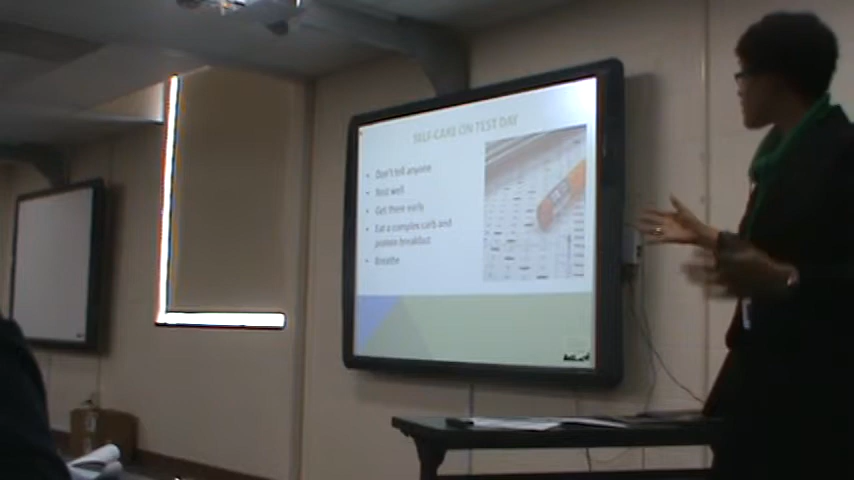 SELF-CARE ON TEST DAY
Don't tell anyone
Rest well
Get there early
Eat a complex carb and
protein breakfast
Breathe